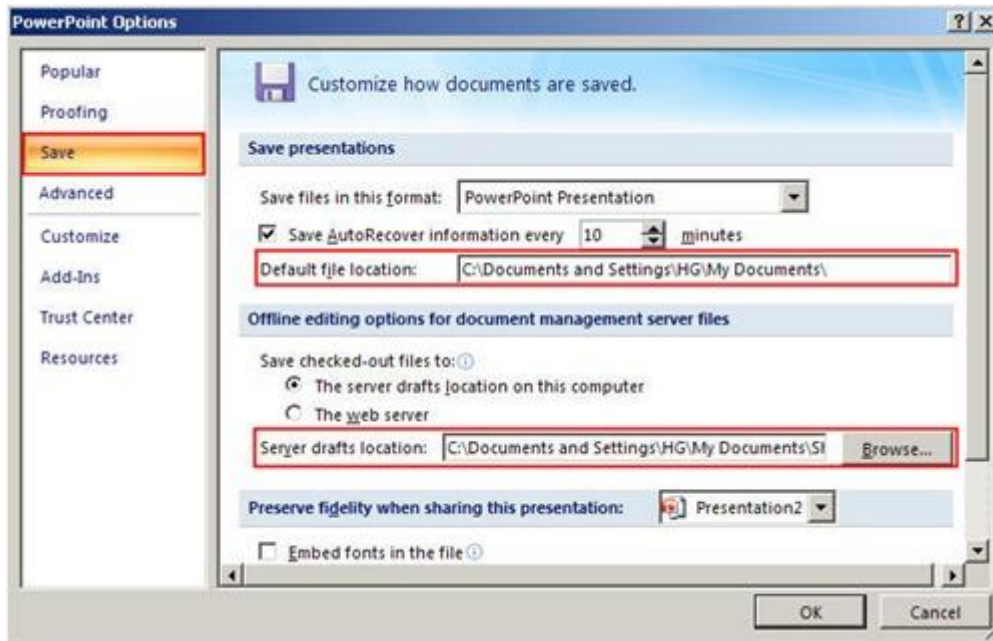 PowerPoint Options
Popular
Proofing
Save
Advanced
Customize
Add-Ins
Trust Center
Resources
Customize how documents are saved.
Save presentations
Save files in this format: PowerPoint Presentation
Save AutoRecover information every 10 minutes
Default file location: C:\Documents and Settings\HG\My Documents\
Offline editing options for document management server files
Save checked-out files to:
The server drafts location on this computer
The web server
Server drafts location: C:\Documents and Settings\HG\My Documents\SI Browse...
Preserve fidelity when sharing this presentation: Presentation2
Embed fonts in the file
OK Cancel